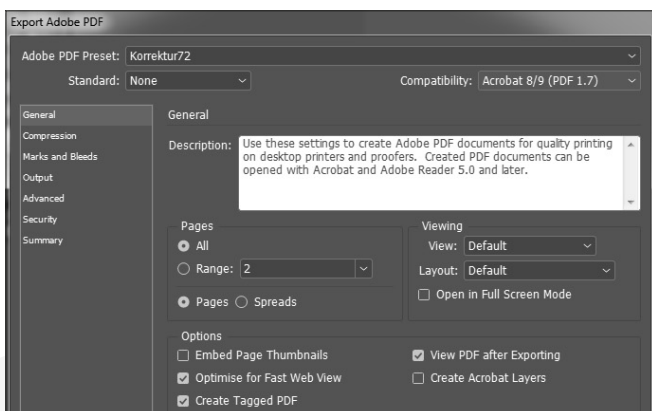 Export Adobe PDF
Adobe PDF Preset: Korrektur72
Standard: None Compatibility: Acrobat 8/9 (PDF 1.7)
General
Compression
Marks and Bleeds
Output
Advanced
Security
Summary
General
Description: Use these settings to create Adobe PDF documents for quality printing
on desktop printers and proofers. Created PDF documents can be
opened with Acrobat and Adobe Reader 5.0 and later.
Pages
All
Range: 2
Pages Spreads
Viewing
View: Default
Layout: Default
Open in Full Screen Mode
Options
Embed Page Thumbnails View PDF after Exporting
Optimise for Fast Web View Create Acrobat Layers
Create Tagged PDF